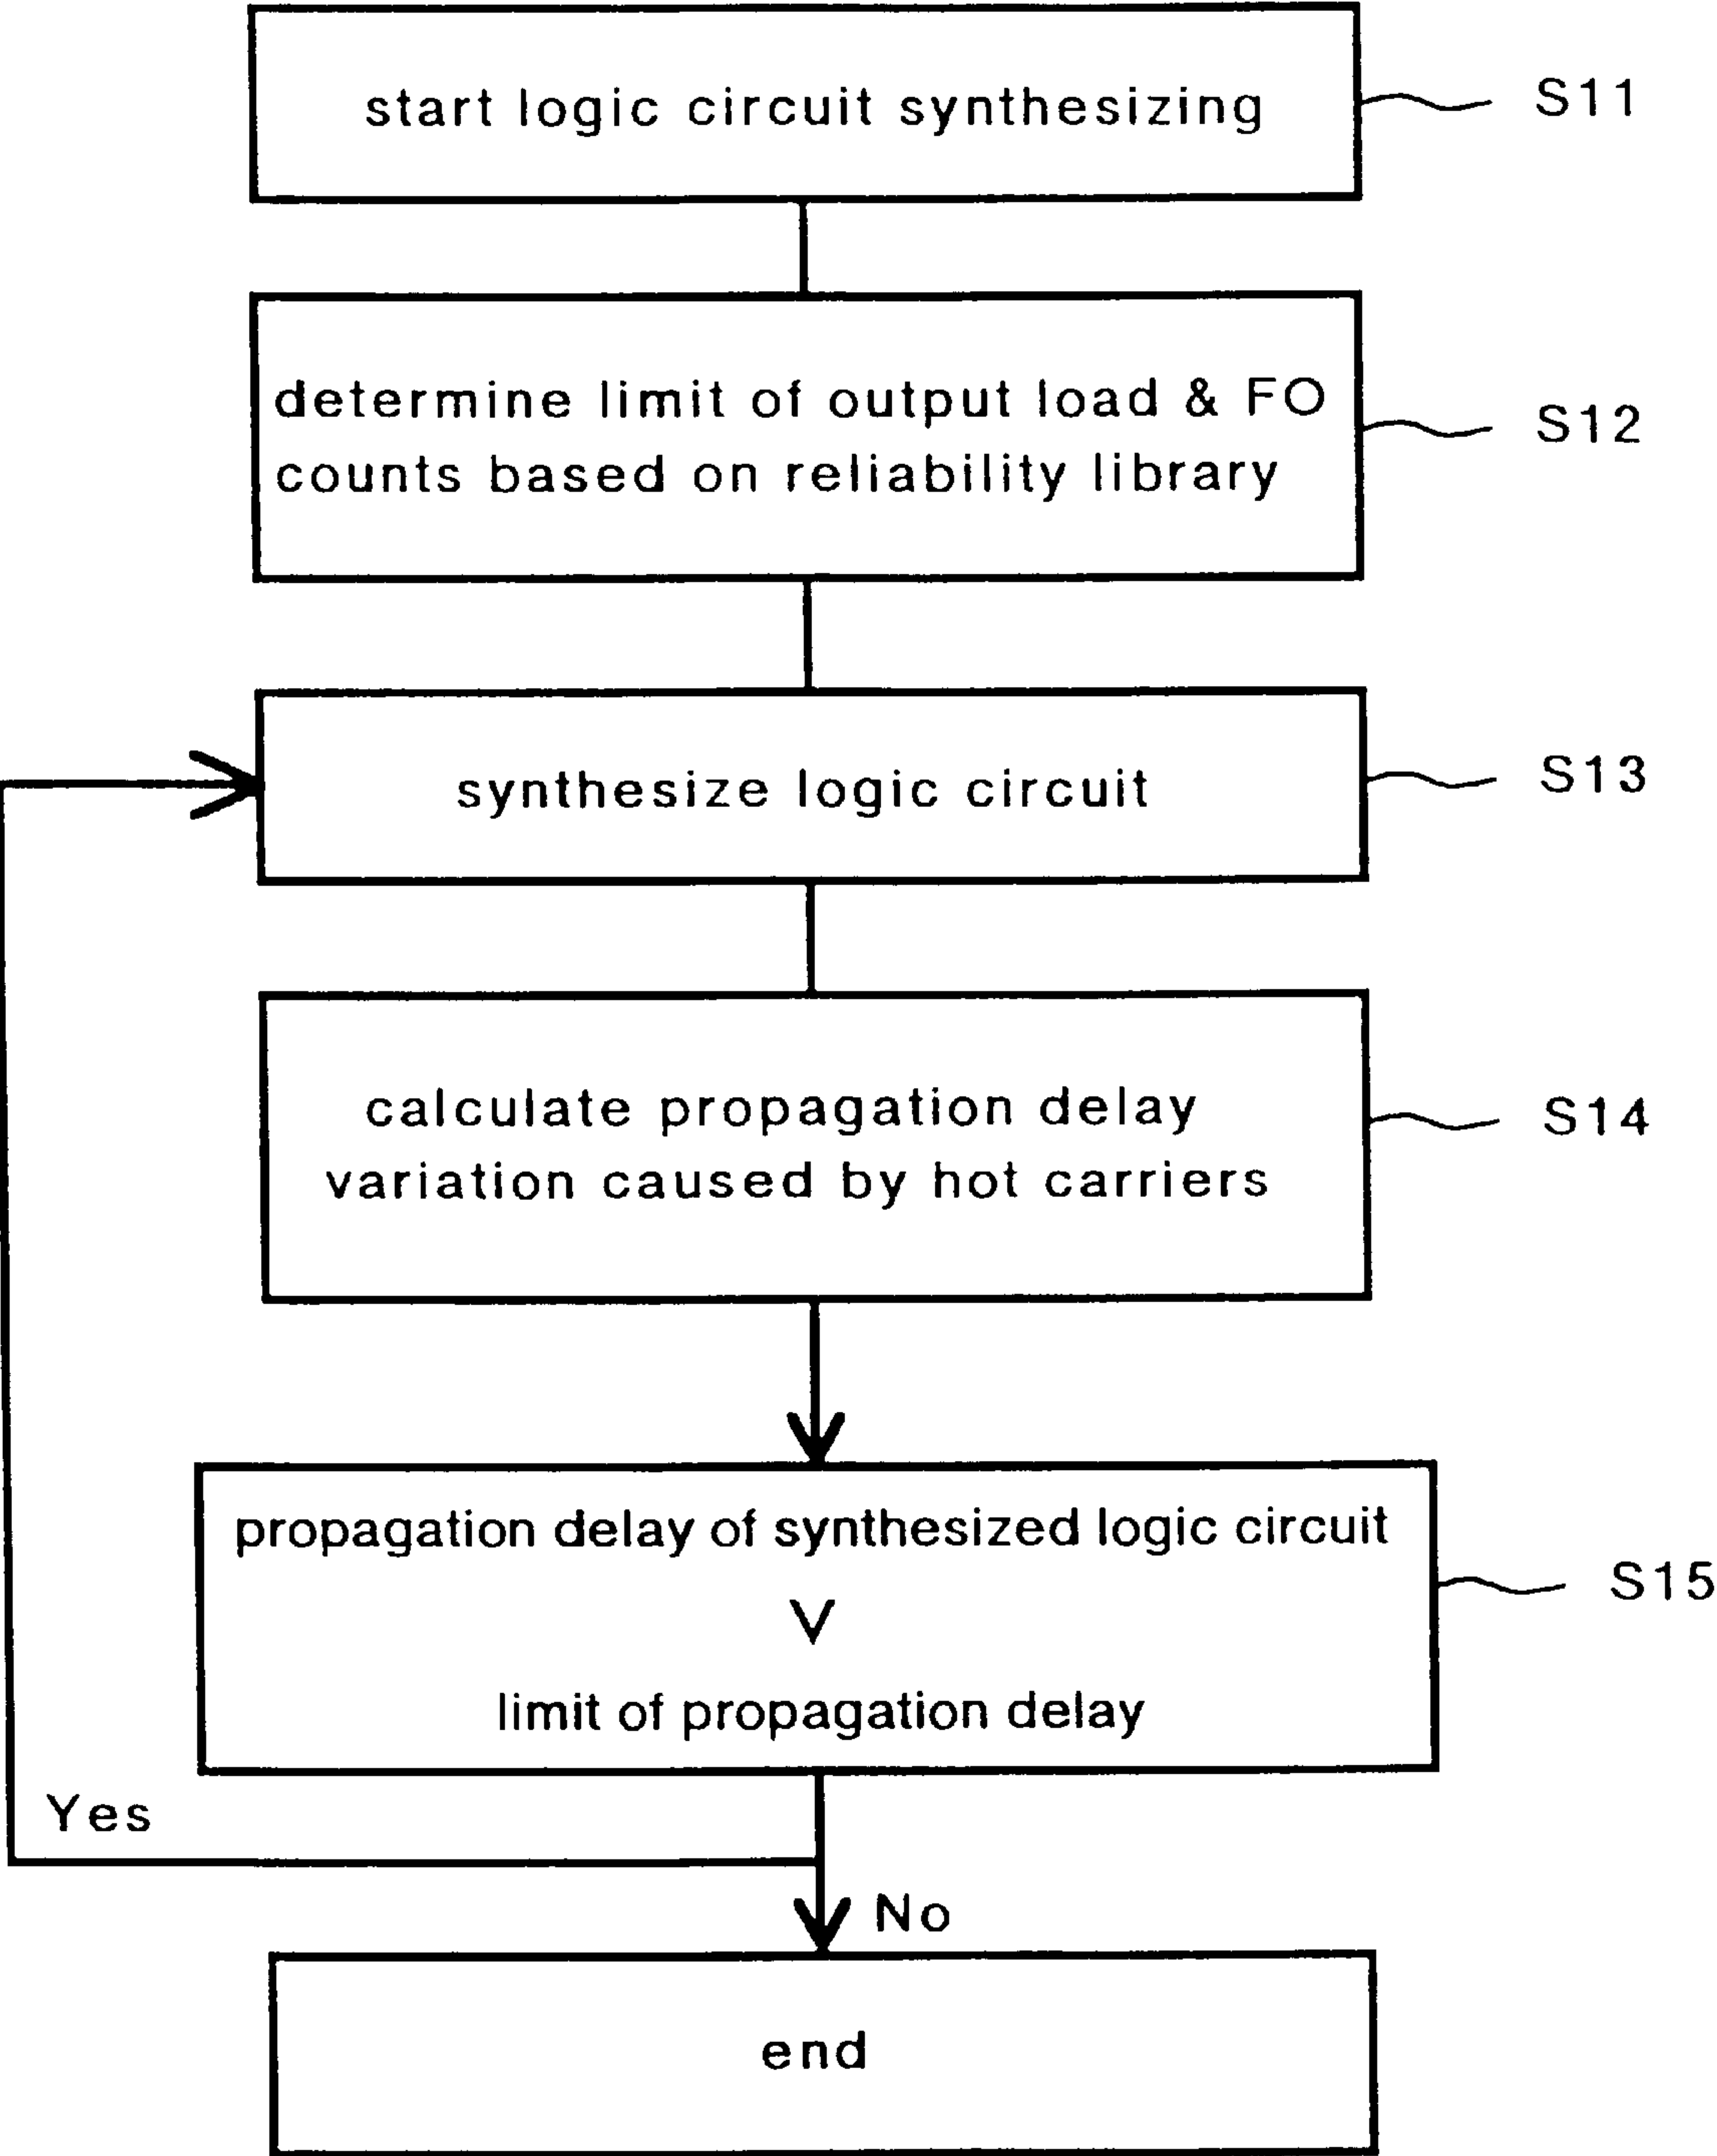 start logic circuit synthesizing
S11
determine limit of output load & FO
counts based on reliability library
S12
synthesize logic circuit
S13
calculate propagation delay
variation caused by hot carriers
S14
propagation delay of synthesized logic circuit
V
limit of propagation delay
S15
Yes
No
end